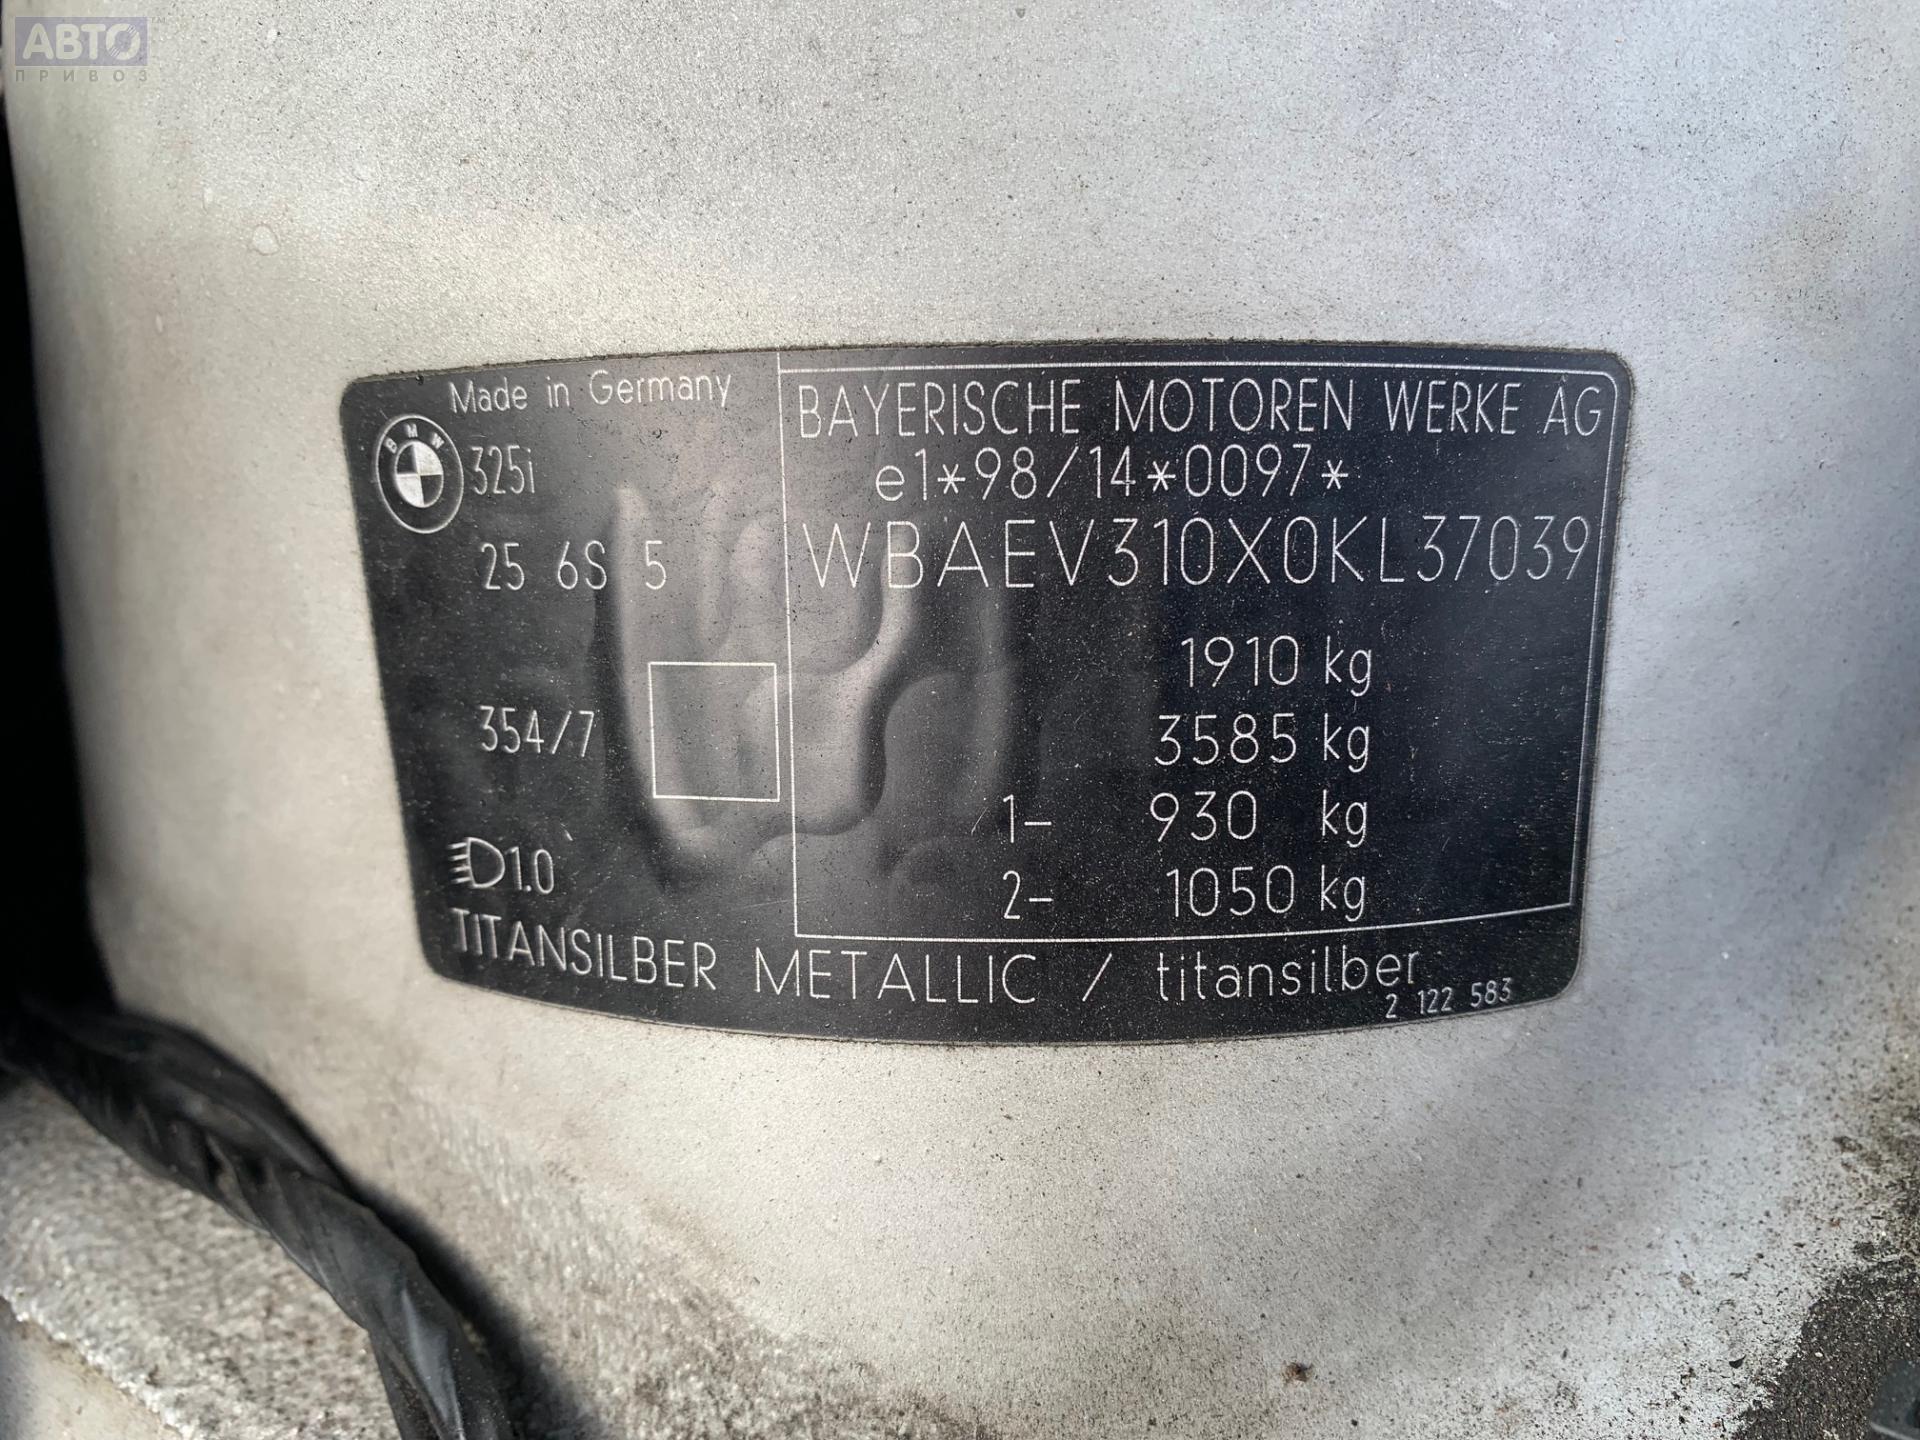 АВТО
ПРИВОЗ
Made in Germany
BMW
325i
25 6S 5
354/7
1.0
BAYERISCHE MOTOREN WERKE AG
e1*98/14*0097*
WBAEV310X0KL37039
1910 kg
3585 kg
1- 930 kg
2- 1050 kg
TITANSILBER METALLIC / titansilber
2 122 583